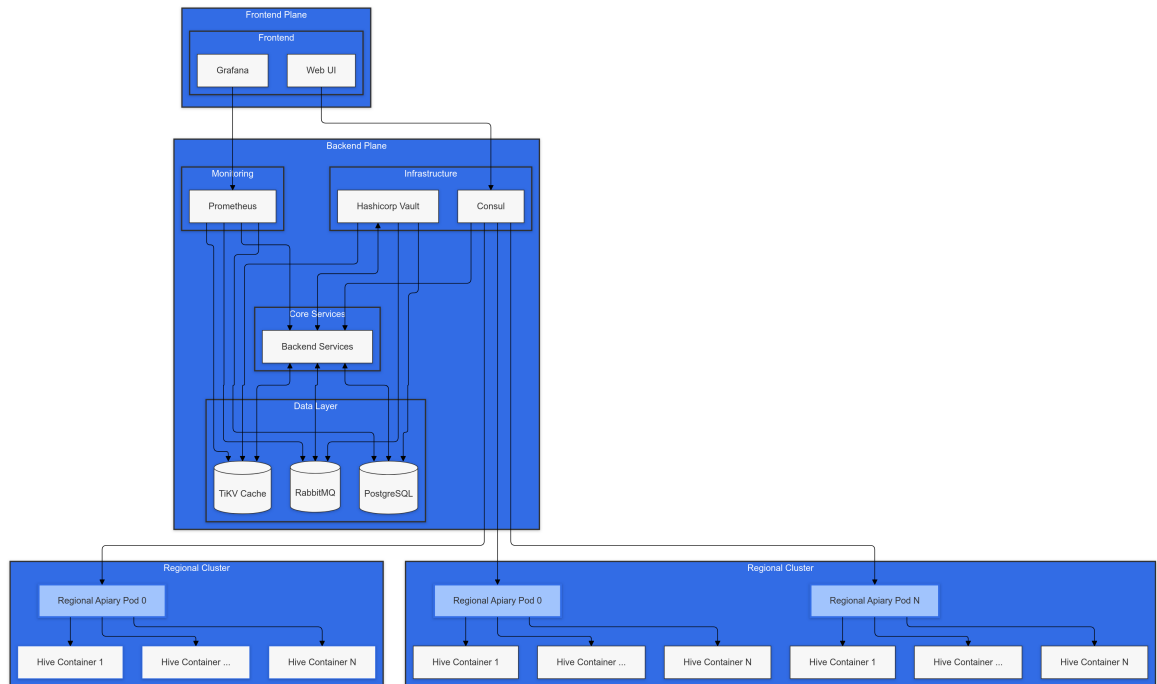 Frontend Plane
Frontend
Grafana
Web UI
Backend Plane
Monitoring
Infrastructure
Prometheus
Hashicorp Vault
Consul
Core Services
Backend Services
Data Layer
TiKV Cache
RabbitMQ
PostgreSQL
Regional Cluster
Regional Apiary Pod 0
Hive Container 1
Hive Container ...
Hive Container N
Regional Cluster
Regional Apiary Pod 0
Regional Apiary Pod N
Hive Container 1
Hive Container ...
Hive Container N
Hive Container 1
Hive Container ...
Hive Container N